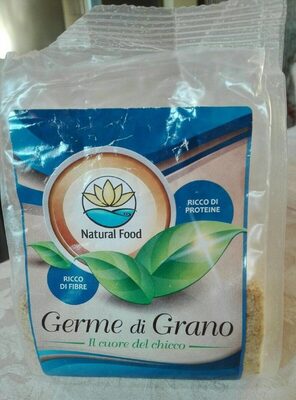 Natural Food
RICCO DI
PROTEINE
RICCO
DI FIBRE
Germe di Grano
Il cuore del chicco